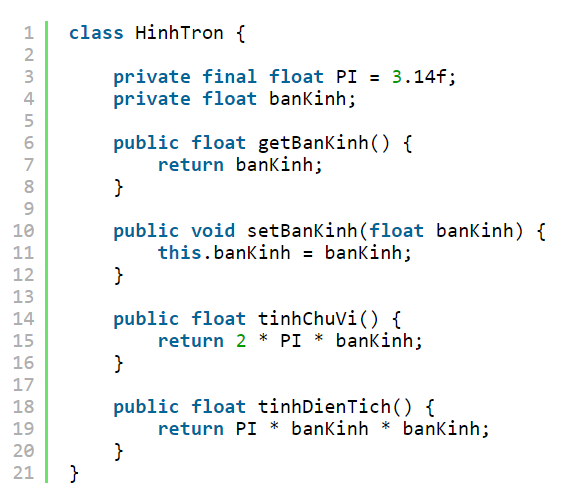 1 class HinhTron {
2
3     private final float PI = 3.14f;
4     private float banKinh;
5
6     public float getBanKinh() {
7         return banKinh;
8     }
9
10     public void setBanKinh(float banKinh) {
11         this.banKinh = banKinh;
12     }
13
14     public float tinhChuVi() {
15         return 2 * PI * banKinh;
16     }
17
18     public float tinhDienTich() {
19         return PI * banKinh * banKinh;
20     }
21 }